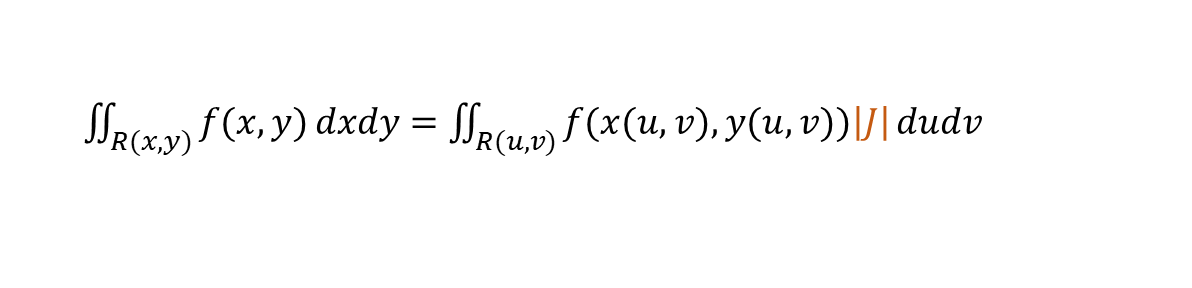 ∬_{R(x,y)} f(x, y) dxdy = ∬_{R(u,v)} f(x(u, v), y(u, v))|J| dudv